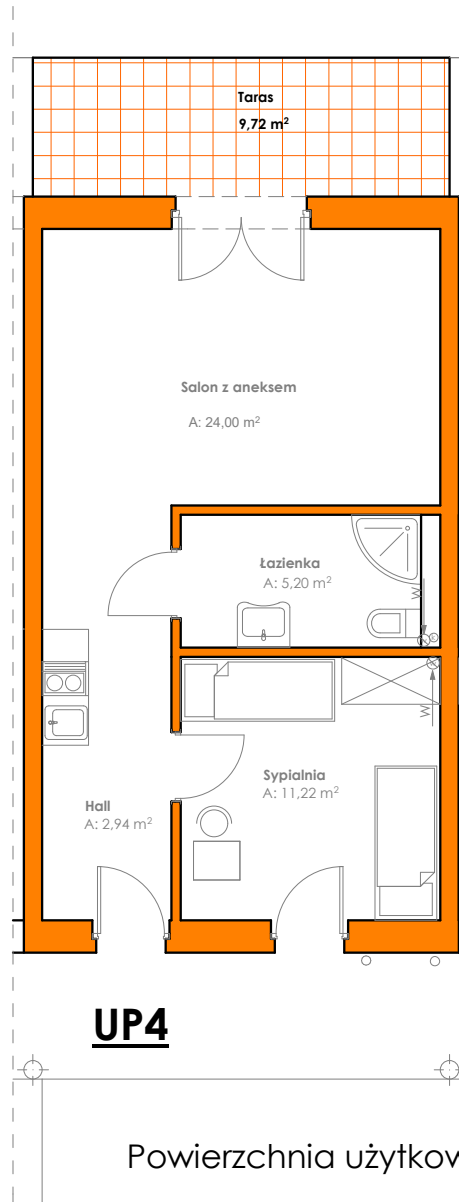 Taras
9,72 m²
Salon z aneksem
A: 24,00 m²
Łazienka
A: 5,20 m²
W
W
Sypialnia
A: 11,22 m²
Hall
A: 2,94 m²
UP4
Powierzchnia użytkow